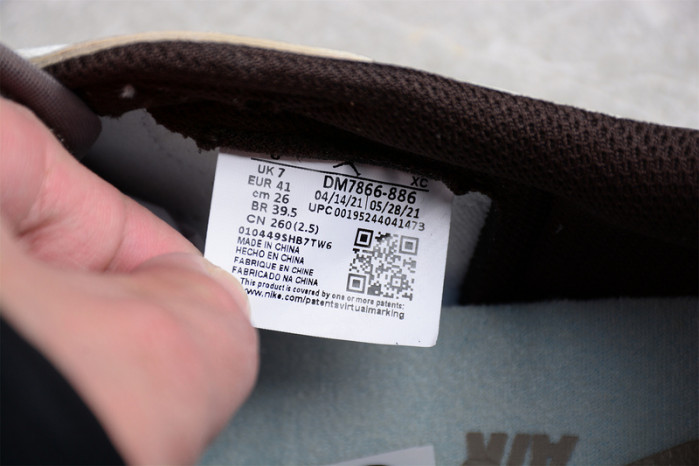 UK 7
EUR 41
cm 26
BR 39.5
CN 260(2.5)
010449SHB7TW6
MADE IN CHINA
HECHO EN CHINA
FABRIQUE EN CHINE
FABRICADO NA CHINA
This product is covered by one or more patents:
www.nike.com/patentsvirtualmarking
XC
DM7866-886
04/14/21 | 05/28/21
UPC 00195244041473
AIR